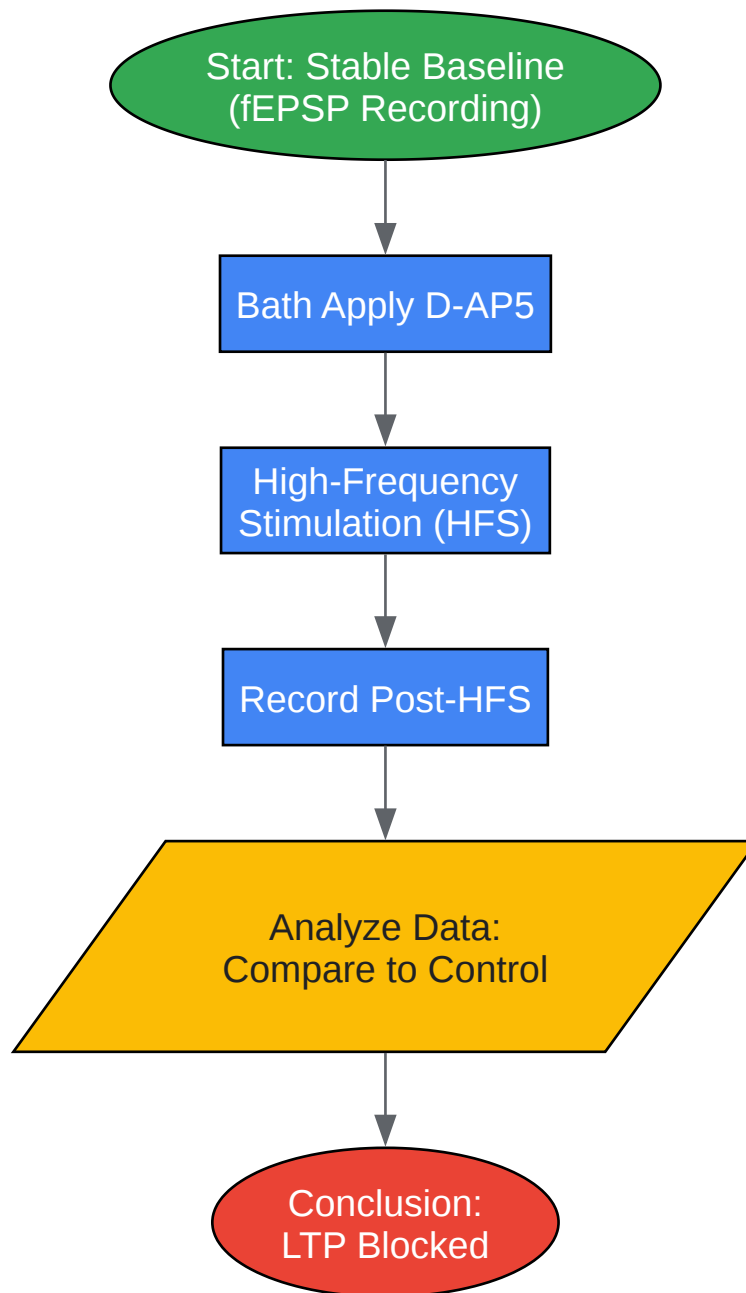 Start: Stable Baseline
(fEPSP Recording)
Bath Apply D-AP5
High-Frequency
Stimulation (HFS)
Record Post-HFS
Analyze Data:
Compare to Control
Conclusion:
LTP Blocked